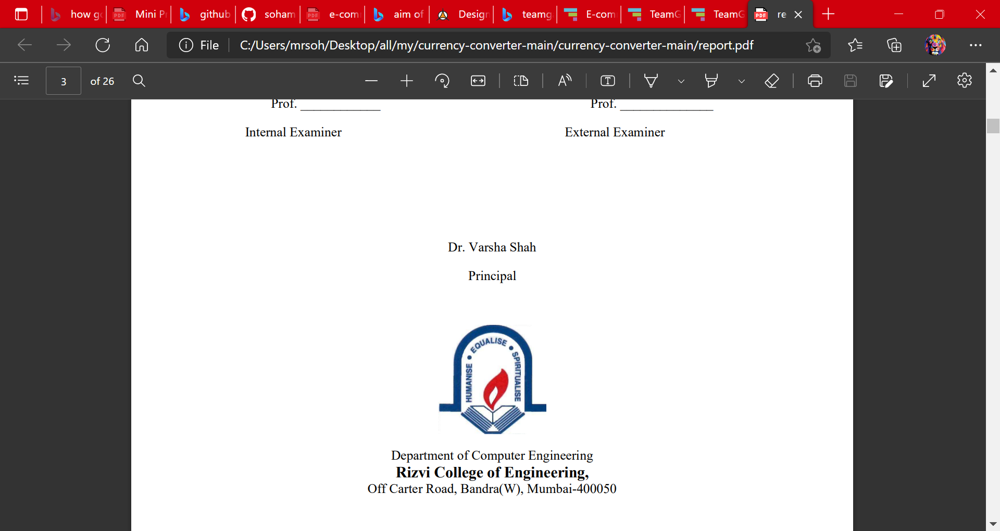 how g
Mini P
github
soham
e-com
aim of
Design
teamg
E-com
TeamG
TeamG
re
File
C:/Users/mrsoh/Desktop/all/my/currency-converter-main/currency-converter-main/report.pdf
3 of 26
Prof. ____________ Prof. ______________
Internal Examiner External Examiner
Dr. Varsha Shah
Principal
HUMANISE • EQUALISE • SPIRITUALISE
Department of Computer Engineering
Rizvi College of Engineering,
Off Carter Road, Bandra(W), Mumbai-400050